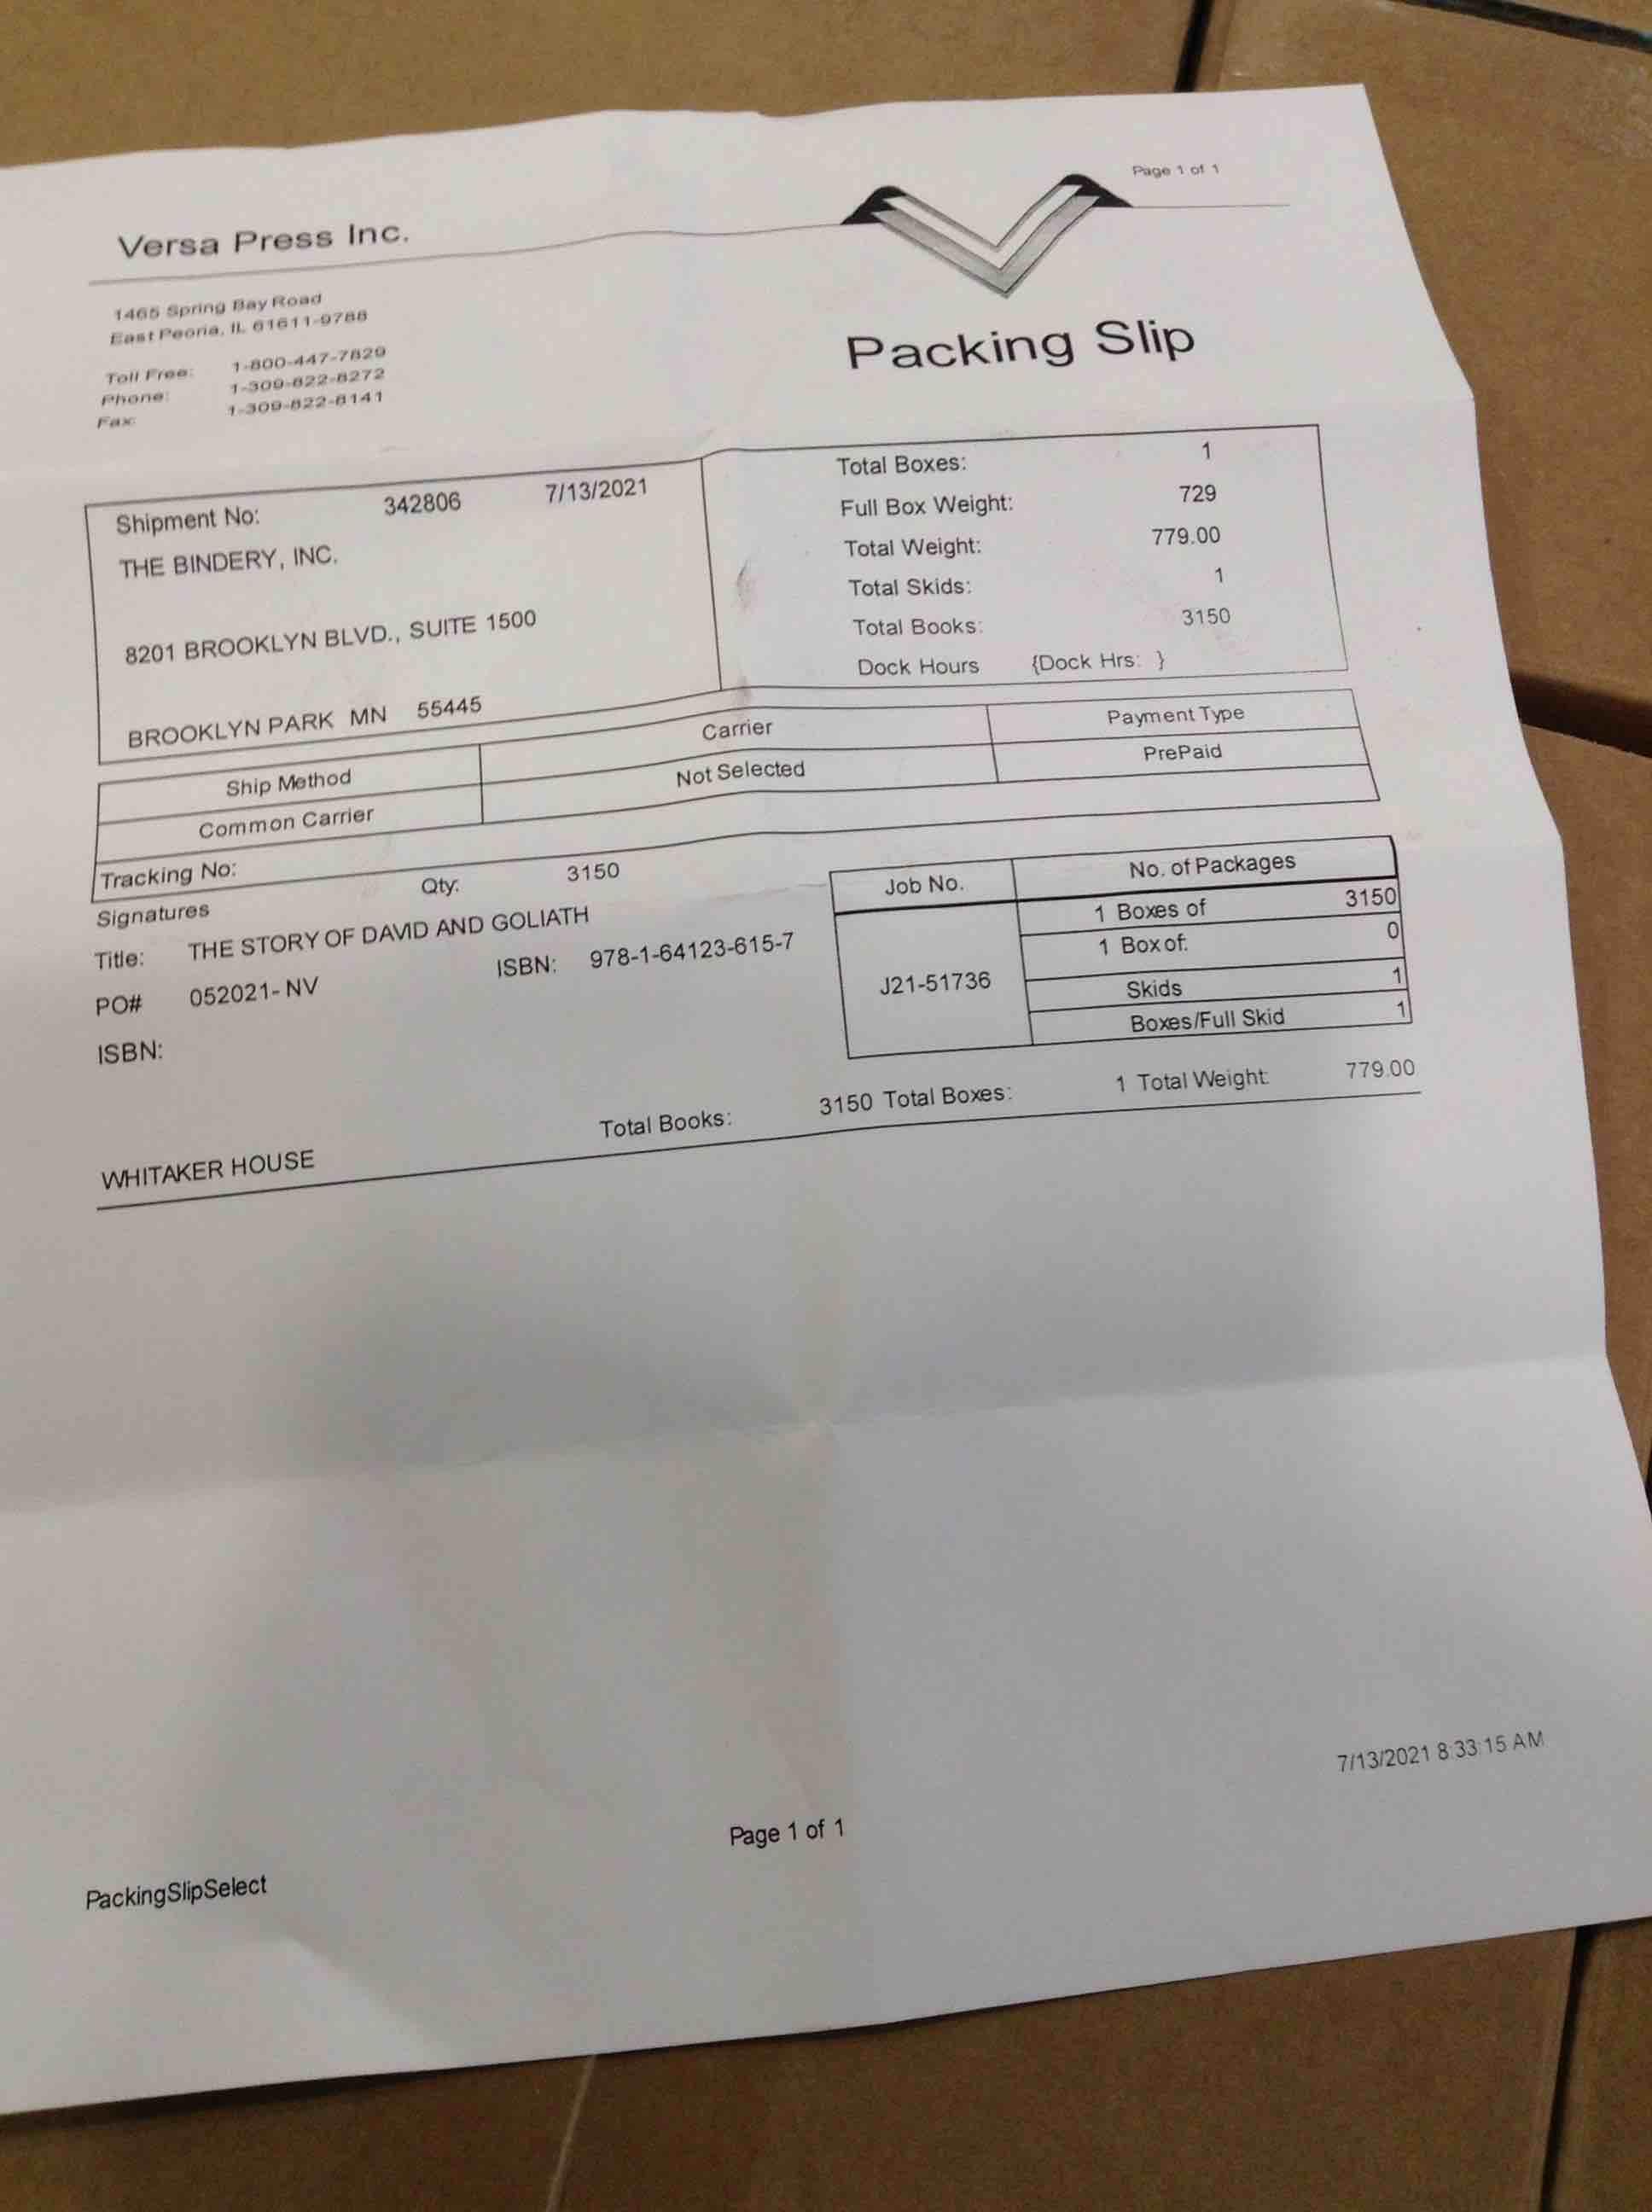 Page 1 of 1
Versa Press Inc.
1465 Spring Bay Road
East Peoria, IL 61611-9788
Toll Free: 1-800-447-7829
Phone: 1-309-822-8272
Fax: 1-309-822-8141
Packing Slip
Shipment No: 342806 7/13/2021
THE BINDERY, INC.
8201 BROOKLYN BLVD., SUITE 1500
BROOKLYN PARK MN 55445
Total Boxes: 1
Full Box Weight: 729
Total Weight: 779.00
Total Skids: 1
Total Books: 3150
Dock Hours {Dock Hrs: }
Ship Method Carrier Payment Type
Common Carrier Not Selected PrePaid
Tracking No:
Signatures Qty: 3150
Title: THE STORY OF DAVID AND GOLIATH
PO# 052021- NV ISBN: 978-1-64123-615-7
ISBN:
Job No. No. of Packages
J21-51736
1 Boxes of 3150
1 Box of: 0
Skids 1
Boxes/Full Skid 1
WHITAKER HOUSE Total Books: 3150 Total Boxes: 1 Total Weight: 779.00
7/13/2021 8:33:15 AM
Page 1 of 1
PackingSlipSelect